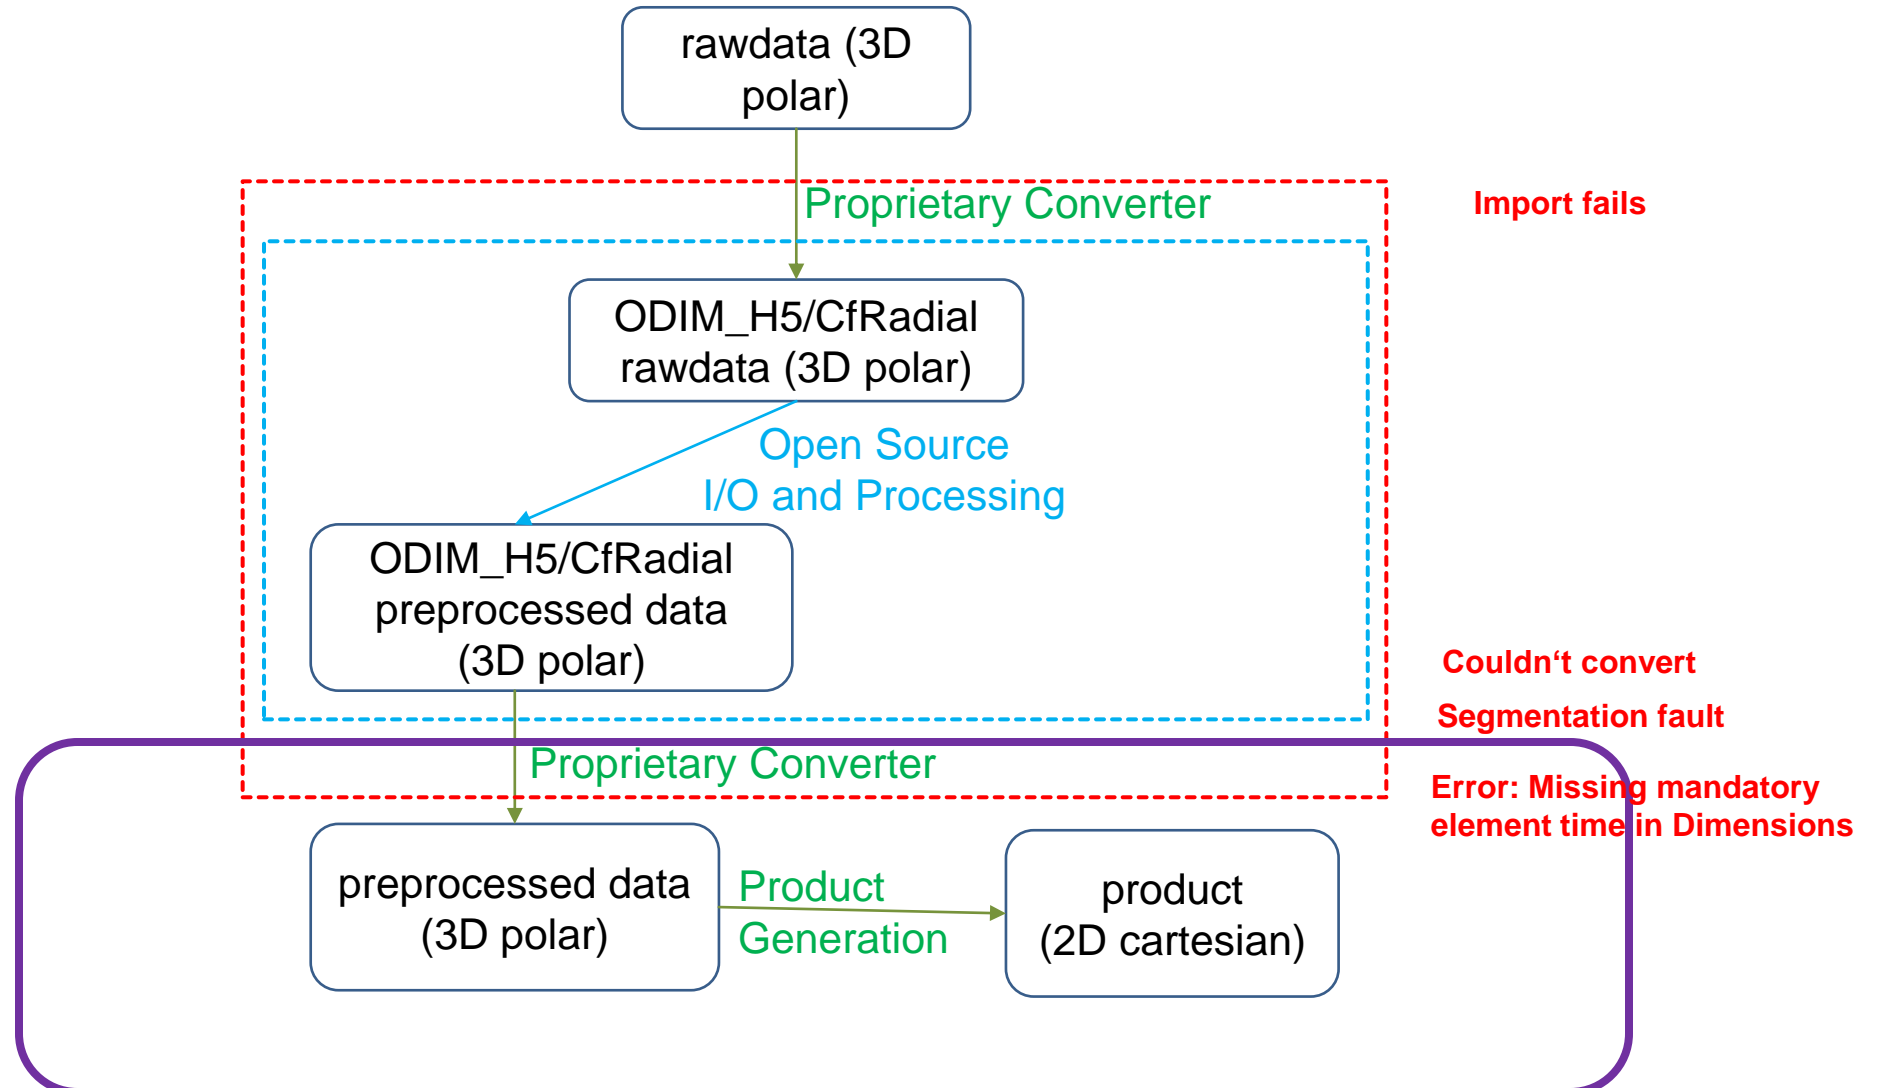 rawdata (3D
polar)
Proprietary Converter
Import fails
ODIM_H5/CfRadial
rawdata (3D polar)
Open Source
I/O and Processing
ODIM_H5/CfRadial
preprocessed data
(3D polar)
Couldn‘t convert
Segmentation fault
Proprietary Converter
Error: Missing mandatory
element time in Dimensions
preprocessed data
(3D polar)
Product
Generation
product
(2D cartesian)